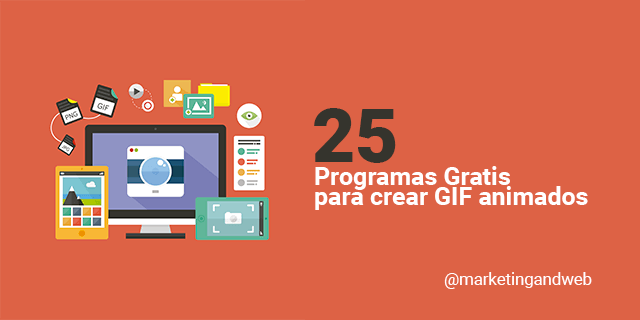 PNG
GIF
25
Programas Gratis
para crear GIF animados
@marketingandweb